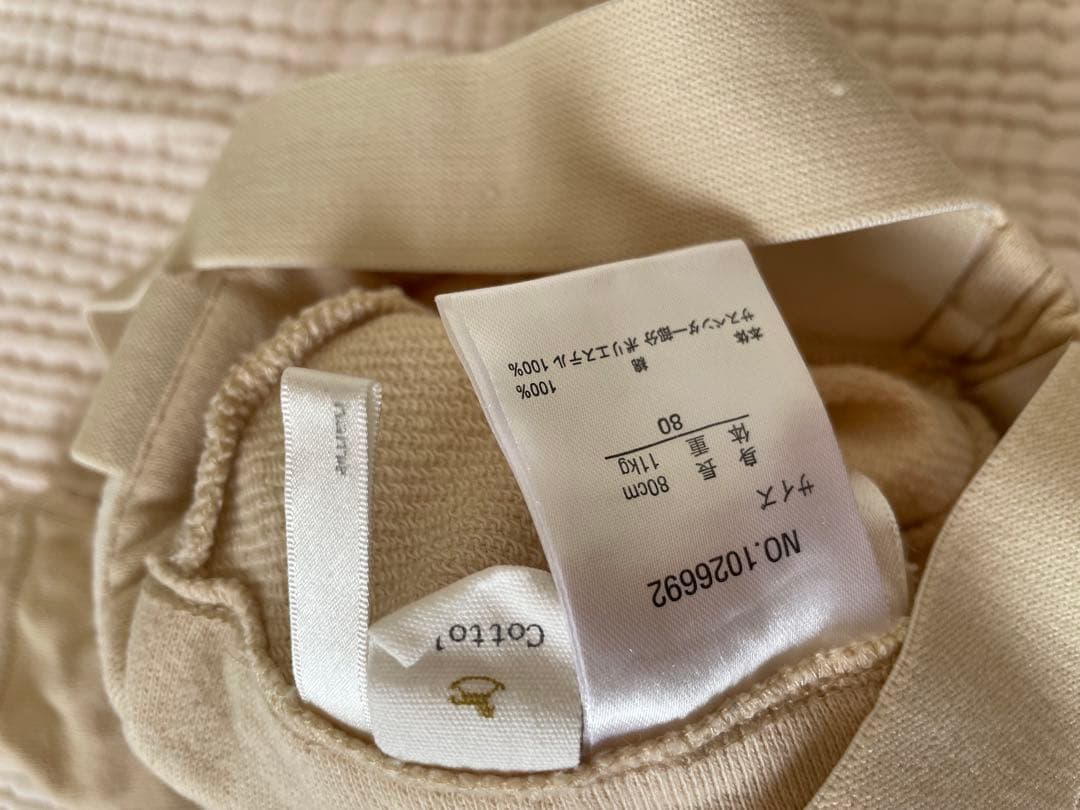 NO.1026692
サイズ
身長 80cm
体重 11kg
80
本体 綿 100%
サスペンダー部分 ポリエステル 100%
Cotto'
name